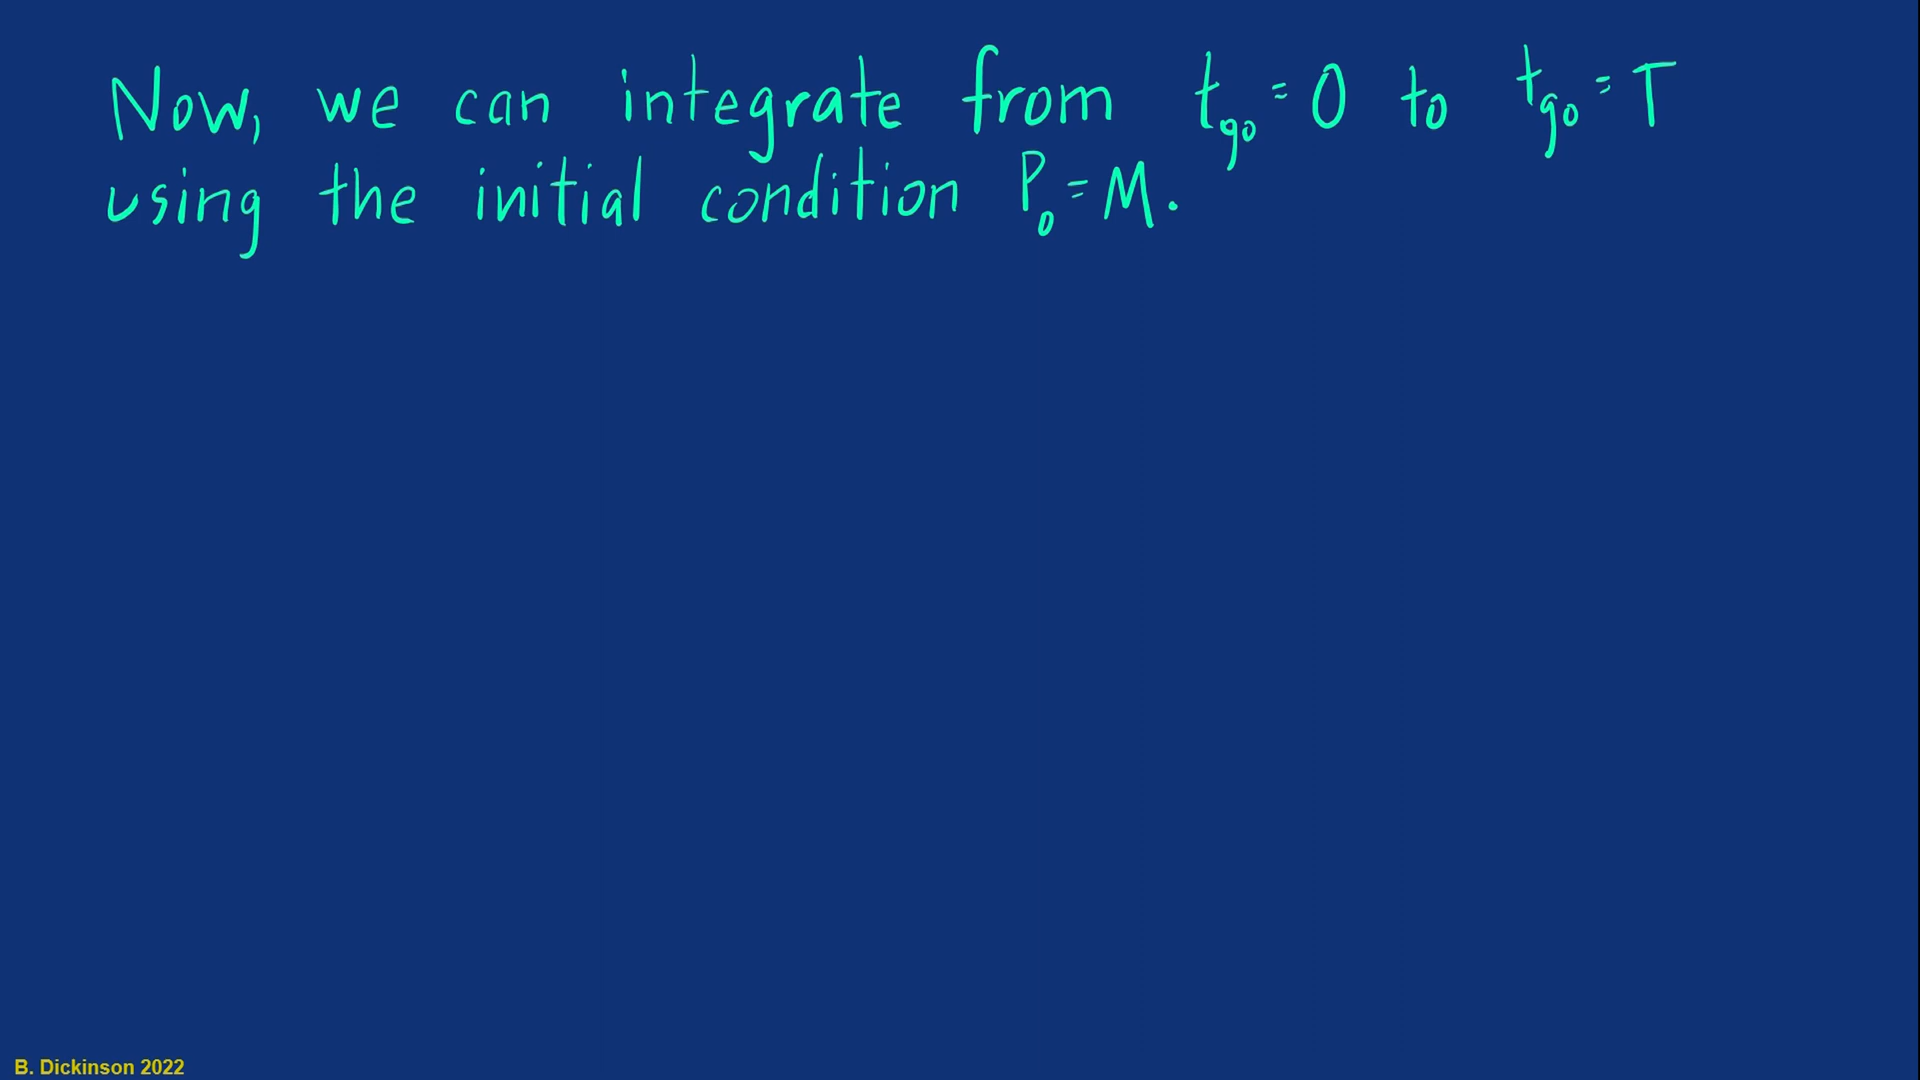 Now, we can integrate from t_go = 0 to t_go = T
using the initial condition P_0 = M.
B. Dickinson 2022